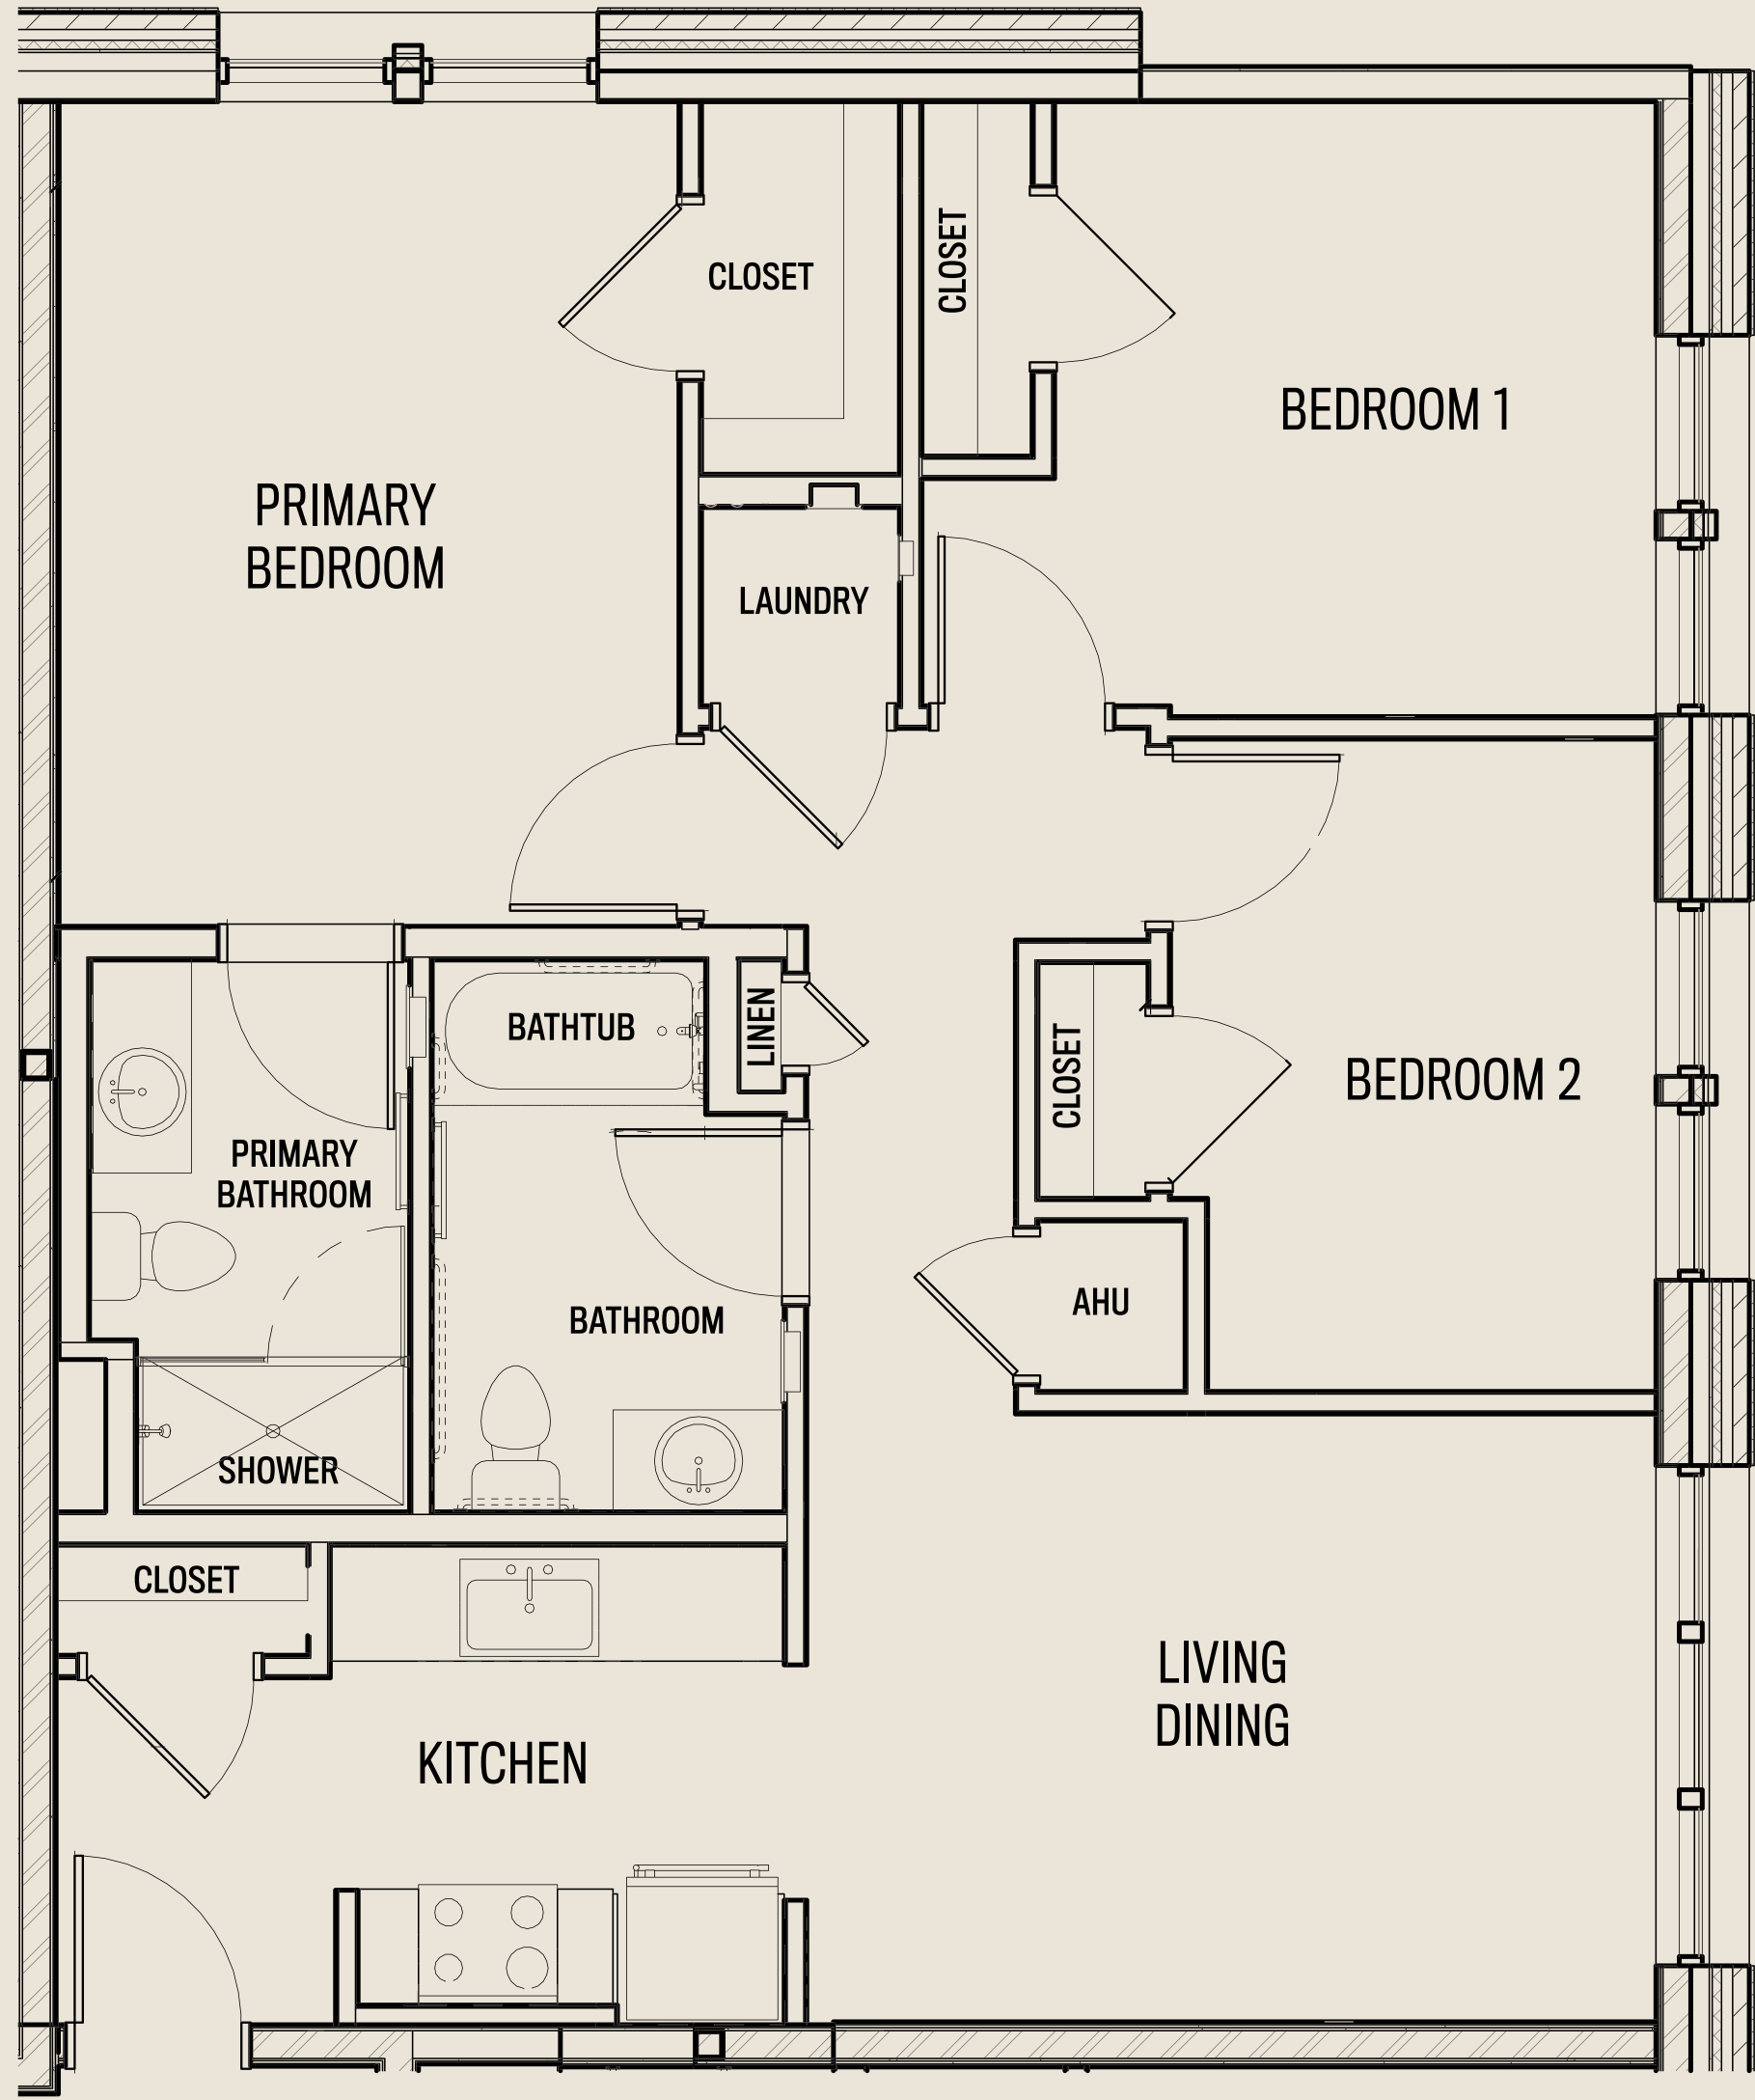 CLOSET
CLOSET
BEDROOM 1
PRIMARY
BEDROOM
LAUNDRY
BATHTUB
LINEN
CLOSET
BEDROOM 2
PRIMARY
BATHROOM
BATHROOM
AHU
SHOWER
CLOSET
LIVING
DINING
KITCHEN